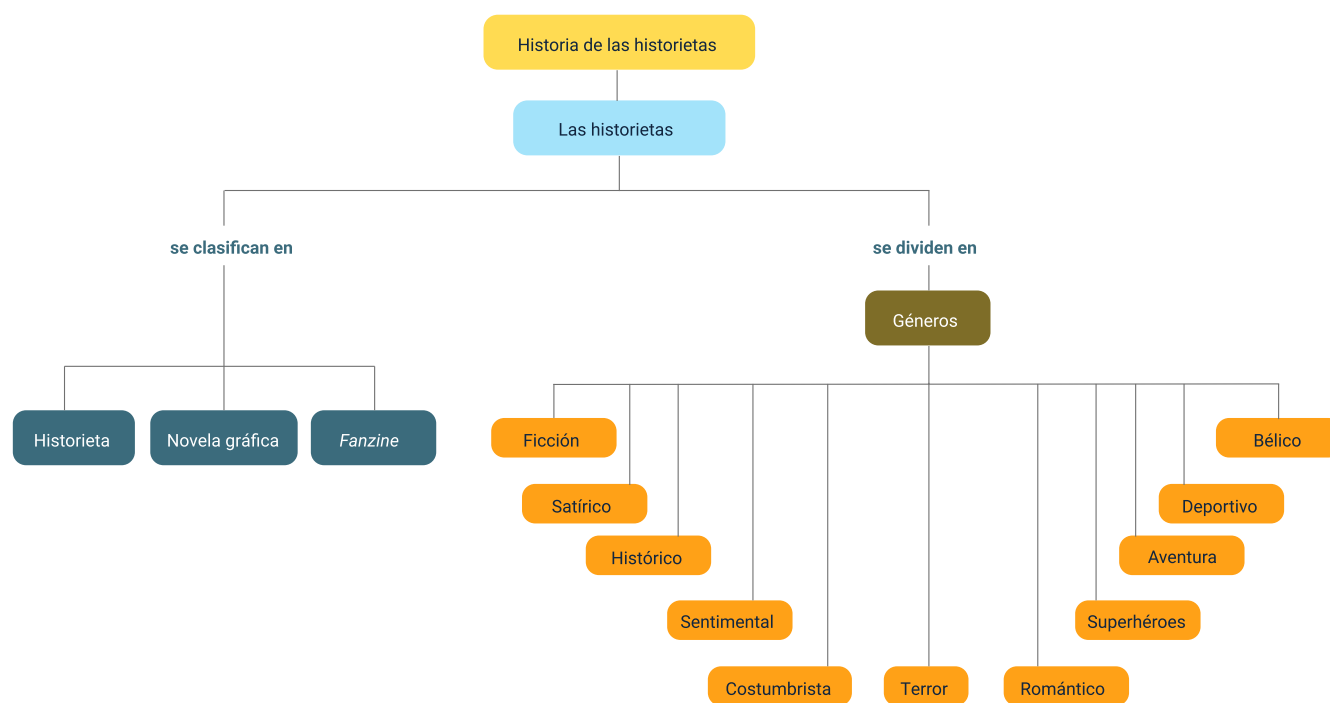 Historia de las historietas
Las historietas
se clasifican en
se dividen en
Géneros
Historieta
Novela gráfica
Fanzine
Ficción
Bélico
Satírico
Deportivo
Histórico
Aventura
Sentimental
Superhéroes
Costumbrista
Terror
Romántico